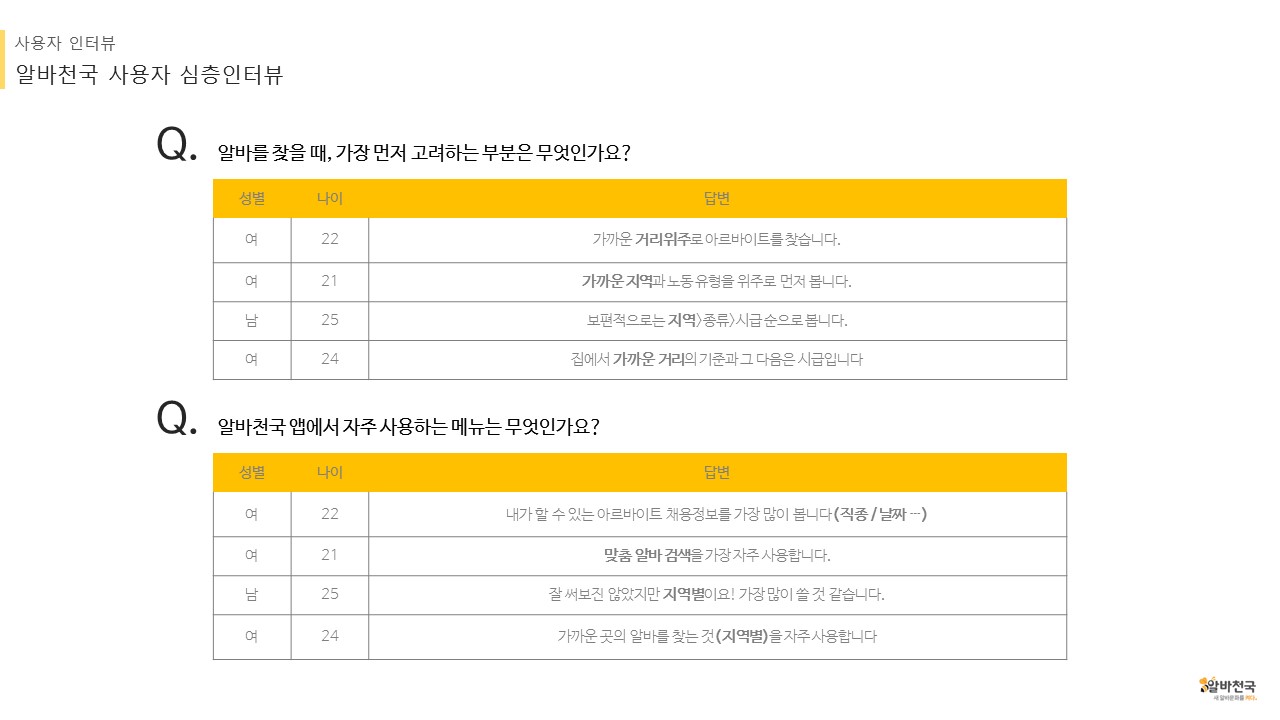 사용자 인터뷰
알바천국 사용자 심층인터뷰
Q. 알바를 찾을 때, 가장 먼저 고려하는 부분은 무엇인가요?
성별 나이 답변
여 22 가까운 거리위주로 아르바이트를 찾습니다.
여 21 가까운 지역과 노동 유형을 위주로 먼저 봅니다.
남 25 보편적으로는 지역>종류>시급 순으로 봅니다.
여 24 집에서 가까운 거리의 기준과 그 다음은 시급입니다
Q. 알바천국 앱에서 자주 사용하는 메뉴는 무엇인가요?
성별 나이 답변
여 22 내가 할 수 있는 아르바이트 채용정보를 가장 많이 봅니다(직종 / 날짜 …)
여 21 맞춤 알바 검색을 가장 자주 사용합니다.
남 25 잘 써보진 않았지만 지역별이요! 가장 많이 쓸 것 같습니다.
여 24 가까운 곳의 알바를 찾는 것(지역별)을 자주 사용합니다
알바천국
새 알바문화를 켜다.